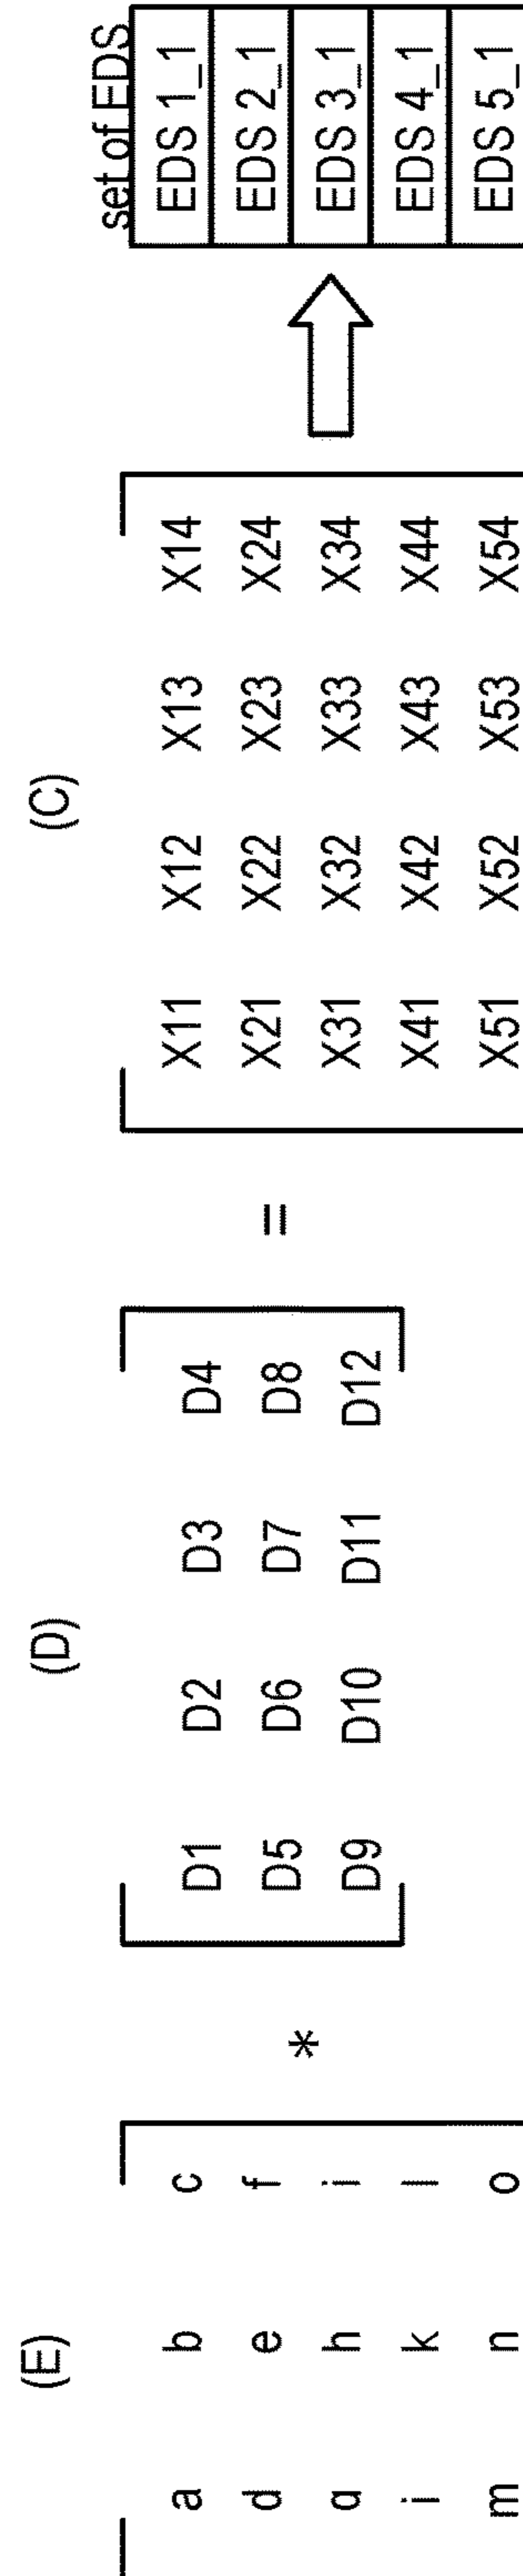 (E) (D) (C) set of EDS
a b c D1 D2 D3 D4 X11 X12 X13 X14 EDS 1_1
d e f * D5 D6 D7 D8 = X21 X22 X23 X24 EDS 2_1
g h i D9 D10 D11 D12 X31 X32 X33 X34 EDS 3_1
j k l X41 X42 X43 X44 EDS 4_1
m n o X51 X52 X53 X54 EDS 5_1